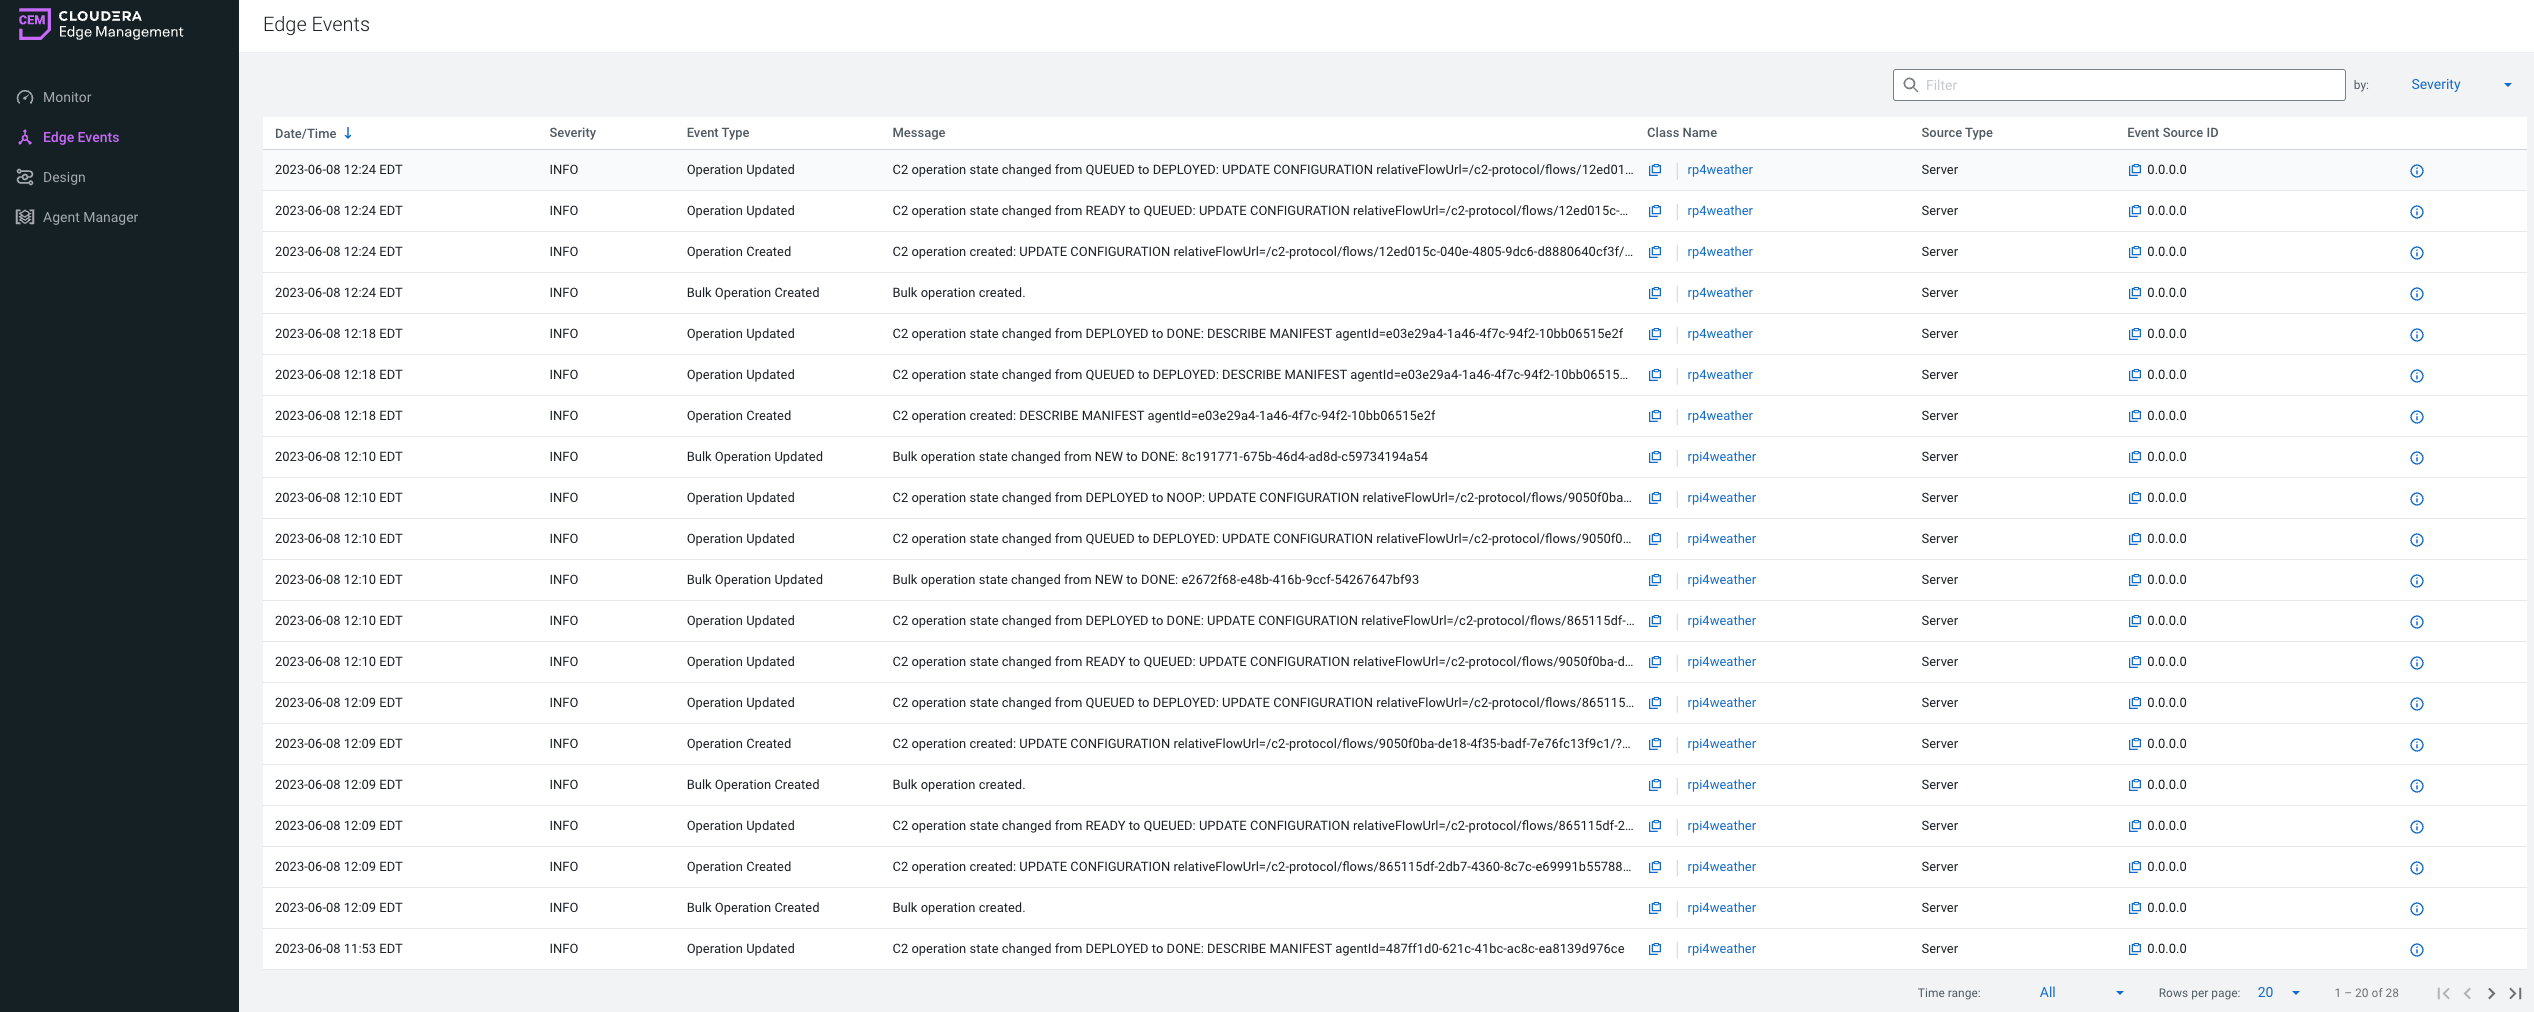 CEM CLOUDERA
Edge Management
Monitor
Edge Events
Design
Agent Manager
Edge Events
Filter by: Severity
Date/Time Severity Event Type Message Class Name Source Type Event Source ID
2023-06-08 12:24 EDT INFO Operation Updated C2 operation state changed from QUEUED to DEPLOYED: UPDATE CONFIGURATION relativeFlowUrl=/c2-protocol/flows/12ed01... rp4weather Server 0.0.0.0
2023-06-08 12:24 EDT INFO Operation Updated C2 operation state changed from READY to QUEUED: UPDATE CONFIGURATION relativeFlowUrl=/c2-protocol/flows/12ed015c-... rp4weather Server 0.0.0.0
2023-06-08 12:24 EDT INFO Operation Created C2 operation created: UPDATE CONFIGURATION relativeFlowUrl=/c2-protocol/flows/12ed015c-040e-4805-9dc6-d8880640cf3f/... rp4weather Server 0.0.0.0
2023-06-08 12:24 EDT INFO Bulk Operation Created Bulk operation created. rp4weather Server 0.0.0.0
2023-06-08 12:18 EDT INFO Operation Updated C2 operation state changed from DEPLOYED to DONE: DESCRIBE MANIFEST agentId=e03e29a4-1a46-4f7c-94f2-10bb06515e2f rp4weather Server 0.0.0.0
2023-06-08 12:18 EDT INFO Operation Updated C2 operation state changed from QUEUED to DEPLOYED: DESCRIBE MANIFEST agentId=e03e29a4-1a46-4f7c-94f2-10bb06515... rp4weather Server 0.0.0.0
2023-06-08 12:18 EDT INFO Operation Created C2 operation created: DESCRIBE MANIFEST agentId=e03e29a4-1a46-4f7c-94f2-10bb06515e2f rp4weather Server 0.0.0.0
2023-06-08 12:10 EDT INFO Bulk Operation Updated Bulk operation state changed from NEW to DONE: 8c191771-675b-46d4-ad8d-c59734194a54 rpi4weather Server 0.0.0.0
2023-06-08 12:10 EDT INFO Operation Updated C2 operation state changed from DEPLOYED to NOOP: UPDATE CONFIGURATION relativeFlowUrl=/c2-protocol/flows/9050f0ba... rpi4weather Server 0.0.0.0
2023-06-08 12:10 EDT INFO Operation Updated C2 operation state changed from QUEUED to DEPLOYED: UPDATE CONFIGURATION relativeFlowUrl=/c2-protocol/flows/9050f0... rpi4weather Server 0.0.0.0
2023-06-08 12:10 EDT INFO Bulk Operation Updated Bulk operation state changed from NEW to DONE: e2672f68-e48b-416b-9ccf-54267647bf93 rpi4weather Server 0.0.0.0
2023-06-08 12:10 EDT INFO Operation Updated C2 operation state changed from DEPLOYED to DONE: UPDATE CONFIGURATION relativeFlowUrl=/c2-protocol/flows/865115df-... rpi4weather Server 0.0.0.0
2023-06-08 12:10 EDT INFO Operation Updated C2 operation state changed from READY to QUEUED: UPDATE CONFIGURATION relativeFlowUrl=/c2-protocol/flows/9050f0ba-d... rpi4weather Server 0.0.0.0
2023-06-08 12:09 EDT INFO Operation Updated C2 operation state changed from QUEUED to DEPLOYED: UPDATE CONFIGURATION relativeFlowUrl=/c2-protocol/flows/865115... rpi4weather Server 0.0.0.0
2023-06-08 12:09 EDT INFO Operation Created C2 operation created: UPDATE CONFIGURATION relativeFlowUrl=/c2-protocol/flows/9050f0ba-de18-4f35-badf-7e76fc13f9c1/?... rpi4weather Server 0.0.0.0
2023-06-08 12:09 EDT INFO Bulk Operation Created Bulk operation created. rpi4weather Server 0.0.0.0
2023-06-08 12:09 EDT INFO Operation Updated C2 operation state changed from READY to QUEUED: UPDATE CONFIGURATION relativeFlowUrl=/c2-protocol/flows/865115df-2... rpi4weather Server 0.0.0.0
2023-06-08 12:09 EDT INFO Operation Created C2 operation created: UPDATE CONFIGURATION relativeFlowUrl=/c2-protocol/flows/865115df-2db7-4360-8c7c-e69991b55788... rpi4weather Server 0.0.0.0
2023-06-08 12:09 EDT INFO Bulk Operation Created Bulk operation created. rpi4weather Server 0.0.0.0
2023-06-08 11:53 EDT INFO Operation Updated C2 operation state changed from DEPLOYED to DONE: DESCRIBE MANIFEST agentId=487ff1d0-621c-41bc-ac8c-ea8139d976ce rpi4weather Server 0.0.0.0
Time range: All Rows per page: 20 1 – 20 of 28